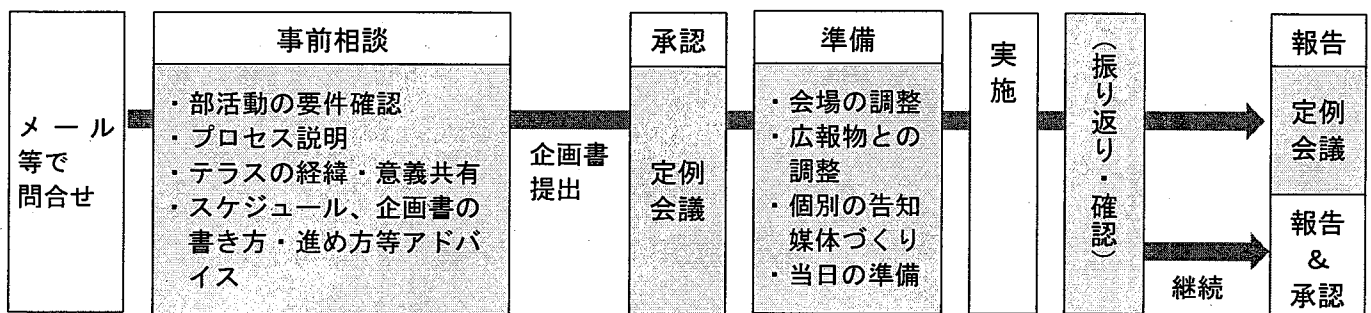 メール
等で
問合せ
事前相談
・部活動の要件確認
・プロセス説明
・テラスの経緯・意義共有
・スケジュール、企画書の
書き方・進め方等アドバ
イス
企画書
提出
承認
定例
会議
準備
・会場の調整
・広報物との
調整
・個別の告知
媒体づくり
・当日の準備
実施
（振り返り・確認）
継続
報告
定例
会議
報告
&
承認